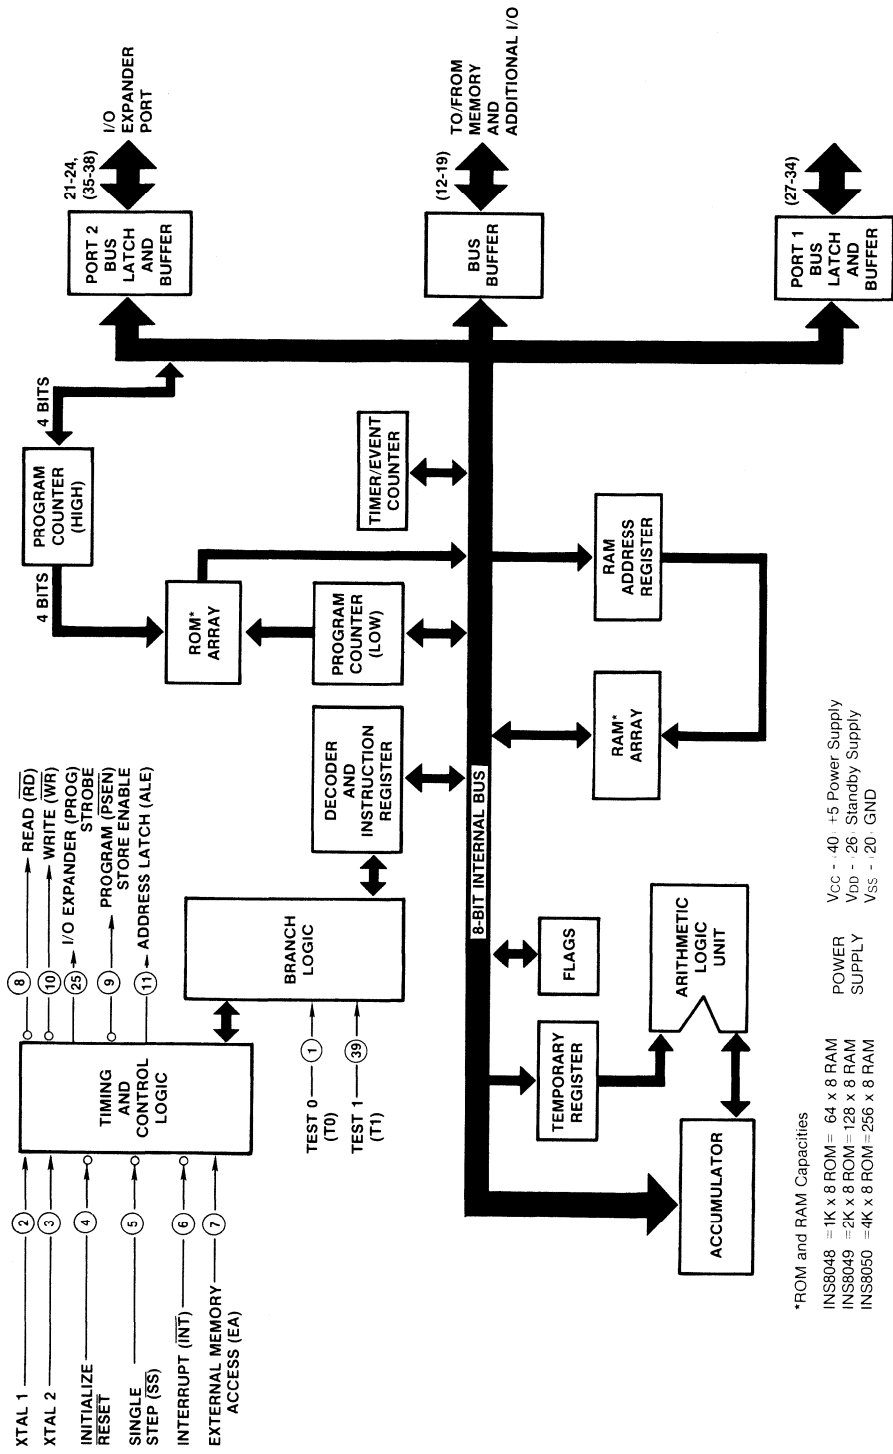 XTAL 1
2
XTAL 2
3
INITIALIZE
RESET
4
SINGLE
STEP (SS)
5
INTERRUPT (INT)
6
EXTERNAL MEMORY
ACCESS (EA)
7
TIMING
AND
CONTROL
LOGIC
8
READ (RD)
10
WRITE (WR)
25
I/O EXPANDER (PROG)
STROBE
9
PROGRAM (PSEN)
STORE ENABLE
11
ADDRESS LATCH (ALE)
TEST 0
(T0)
1
TEST 1
(T1)
39
BRANCH
LOGIC
DECODER
AND
INSTRUCTION
REGISTER
4 BITS
PROGRAM
COUNTER
(HIGH)
4 BITS
ROM*
ARRAY
PROGRAM
COUNTER
(LOW)
TIMER/EVENT
COUNTER
PORT 2
BUS
LATCH
AND
BUFFER
21-24,
(35-38)
I/O
EXPANDER
PORT
BUS
BUFFER
(12-19)
TO/FROM
MEMORY
AND
ADDITIONAL I/O
PORT 1
BUS
LATCH
AND
BUFFER
(27-34)
8-BIT INTERNAL BUS
ACCUMULATOR
TEMPORARY
REGISTER
FLAGS
ARITHMETIC
LOGIC
UNIT
RAM*
ARRAY
RAM
ADDRESS
REGISTER
*ROM and RAM Capacities
INS8048 = 1K x 8 ROM = 64 x 8 RAM
INS8049 = 2K x 8 ROM = 128 x 8 RAM
INS8050 = 4K x 8 ROM = 256 x 8 RAM
POWER
SUPPLY
VCC - (40) +5 Power Supply
VDD - (26) Standby Supply
VSS - (20) GND